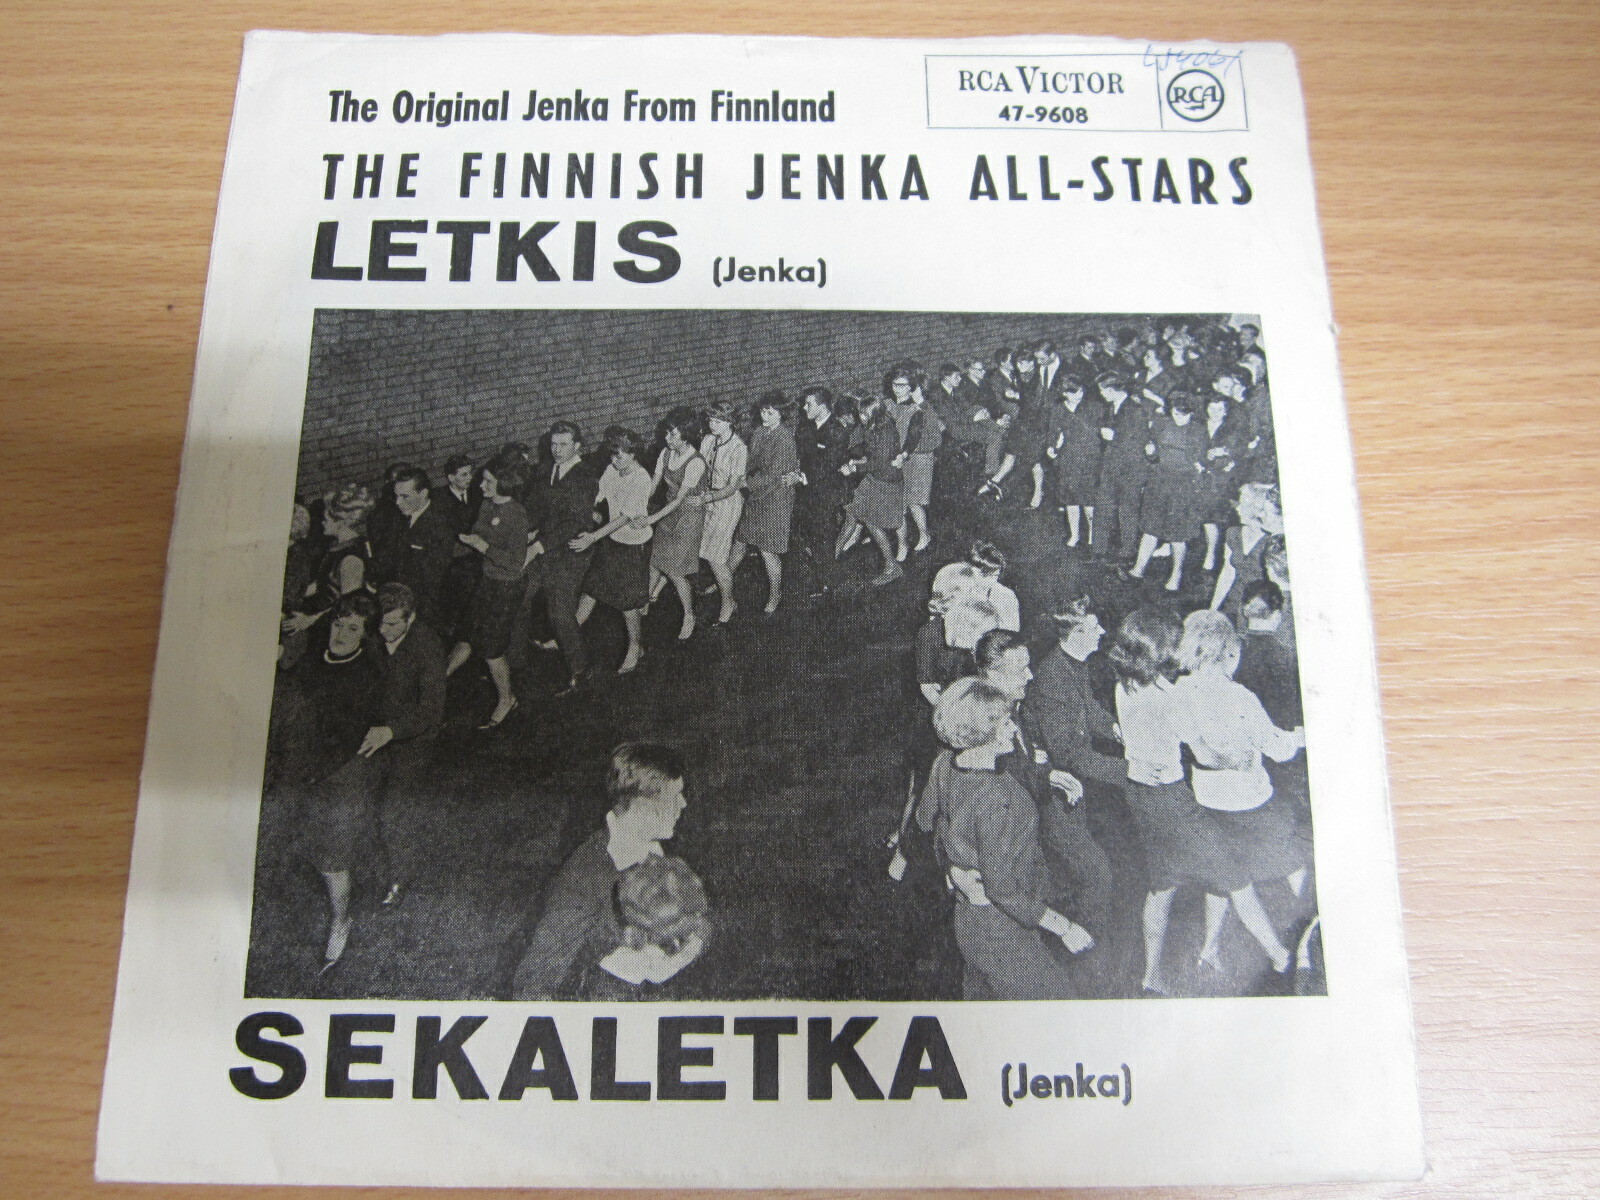 The Original Jenka From Finnland
RCA VICTOR
47-9608
RCA
THE FINNISH JENKA ALL-STARS
LETKIS (Jenka)
SEKALETKA (Jenka)